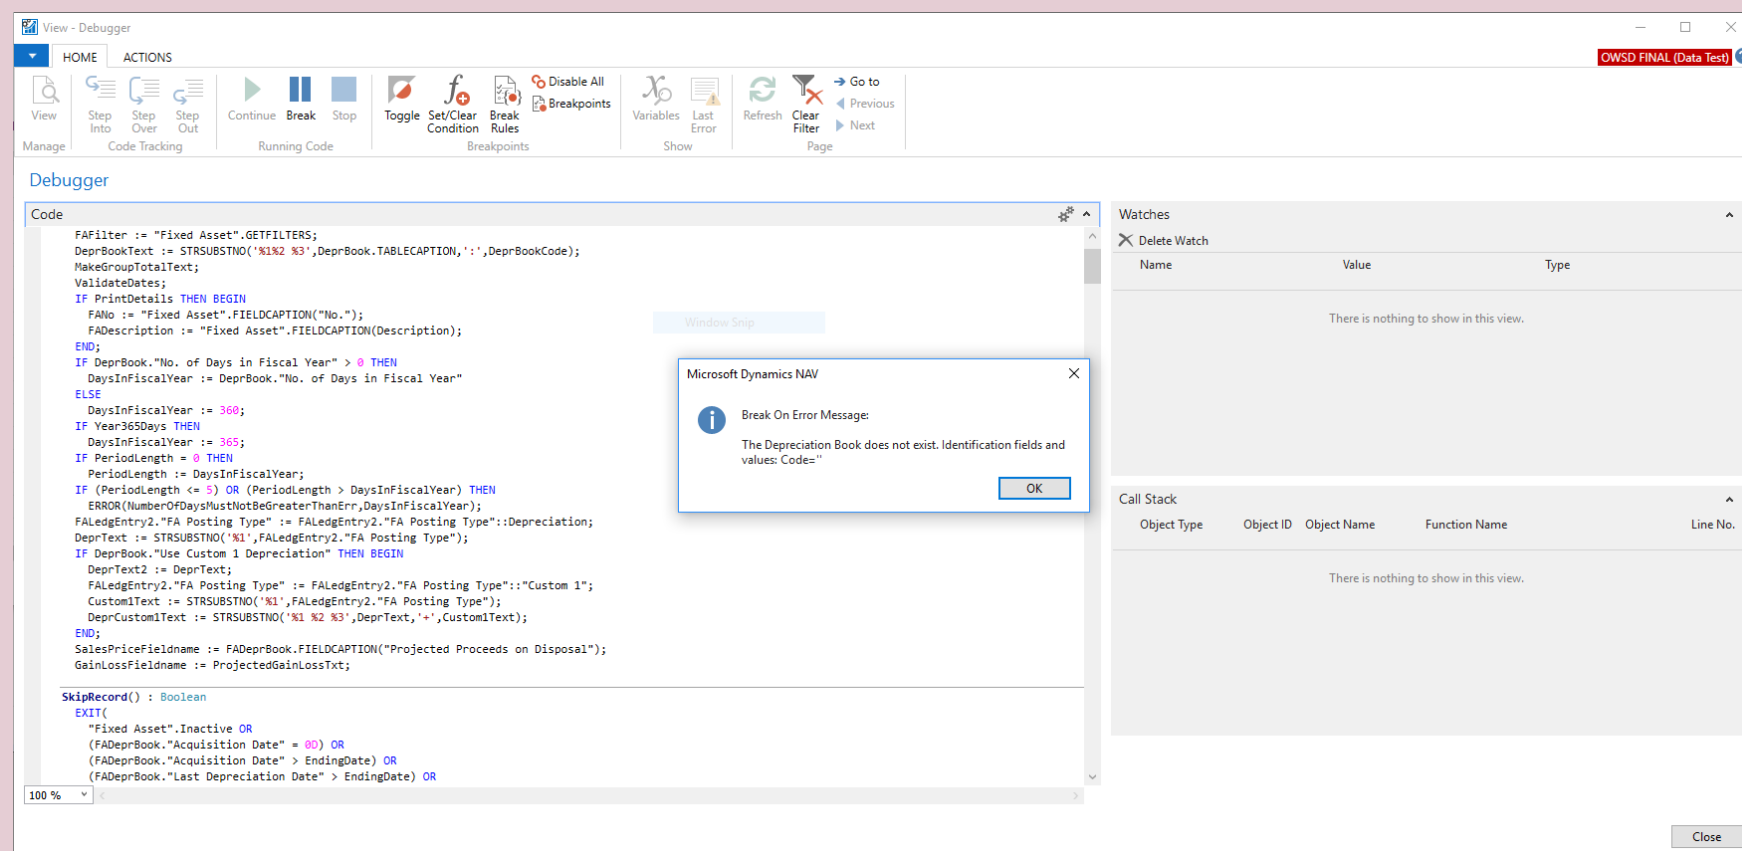 View - Debugger
HOME ACTIONS
OWSD FINAL (Data Test)
View
Step Into
Step Over
Step Out
Continue
Break
Stop
Toggle
Set/Clear Condition
Break Rules
Disable All
Breakpoints
Variables
Last Error
Refresh
Clear Filter
Go to
Previous
Next
Manage
Code Tracking
Running Code
Breakpoints
Show
Page
Debugger
Code
FAFilter := "Fixed Asset".GETFILTERS;
DeprBookText := STRSUBSTNO('%1%2 %3',DeprBook.TABLECAPTION,':',DeprBookCode);
MakeGroupTotalText;
ValidateDates;
IF PrintDetails THEN BEGIN
FANo := "Fixed Asset".FIELDCAPTION("No.");
FADescription := "Fixed Asset".FIELDCAPTION(Description);
END;
IF DeprBook."No. of Days in Fiscal Year" > 0 THEN
DaysInFiscalYear := DeprBook."No. of Days in Fiscal Year"
ELSE
DaysInFiscalYear := 360;
IF Year365Days THEN
DaysInFiscalYear := 365;
IF PeriodLength = 0 THEN
PeriodLength := DaysInFiscalYear;
IF (PeriodLength <= 5) OR (PeriodLength > DaysInFiscalYear) THEN
ERROR(NumberOfDaysMustNotBeGreaterThanErr,DaysInFiscalYear);
FALedgEntry2."FA Posting Type" := FALedgEntry2."FA Posting Type"::Depreciation;
DeprText := STRSUBSTNO('%1',FALedgEntry2."FA Posting Type");
IF DeprBook."Use Custom 1 Depreciation" THEN BEGIN
DeprText2 := DeprText;
FALedgEntry2."FA Posting Type" := FALedgEntry2."FA Posting Type"::"Custom 1";
Custom1Text := STRSUBSTNO('%1',FALedgEntry2."FA Posting Type");
DeprCustom1Text := STRSUBSTNO('%1 %2 %3',DeprText,'+',Custom1Text);
END;
SalesPriceFieldname := FADeprBook.FIELDCAPTION("Projected Proceeds on Disposal");
GainLossFieldname := ProjectedGainLossTxt;
SkipRecord() : Boolean
EXIT(
"Fixed Asset".Inactive OR
(FADeprBook."Acquisition Date" = 0D) OR
(FADeprBook."Acquisition Date" > EndingDate) OR
(FADeprBook."Last Depreciation Date" > EndingDate) OR
100 %
Window Snip
Microsoft Dynamics NAV
Break On Error Message:
The Depreciation Book does not exist. Identification fields and
values: Code=''
OK
Watches
Delete Watch
Name Value Type
There is nothing to show in this view.
Call Stack
Object Type Object ID Object Name Function Name Line No.
There is nothing to show in this view.
Close